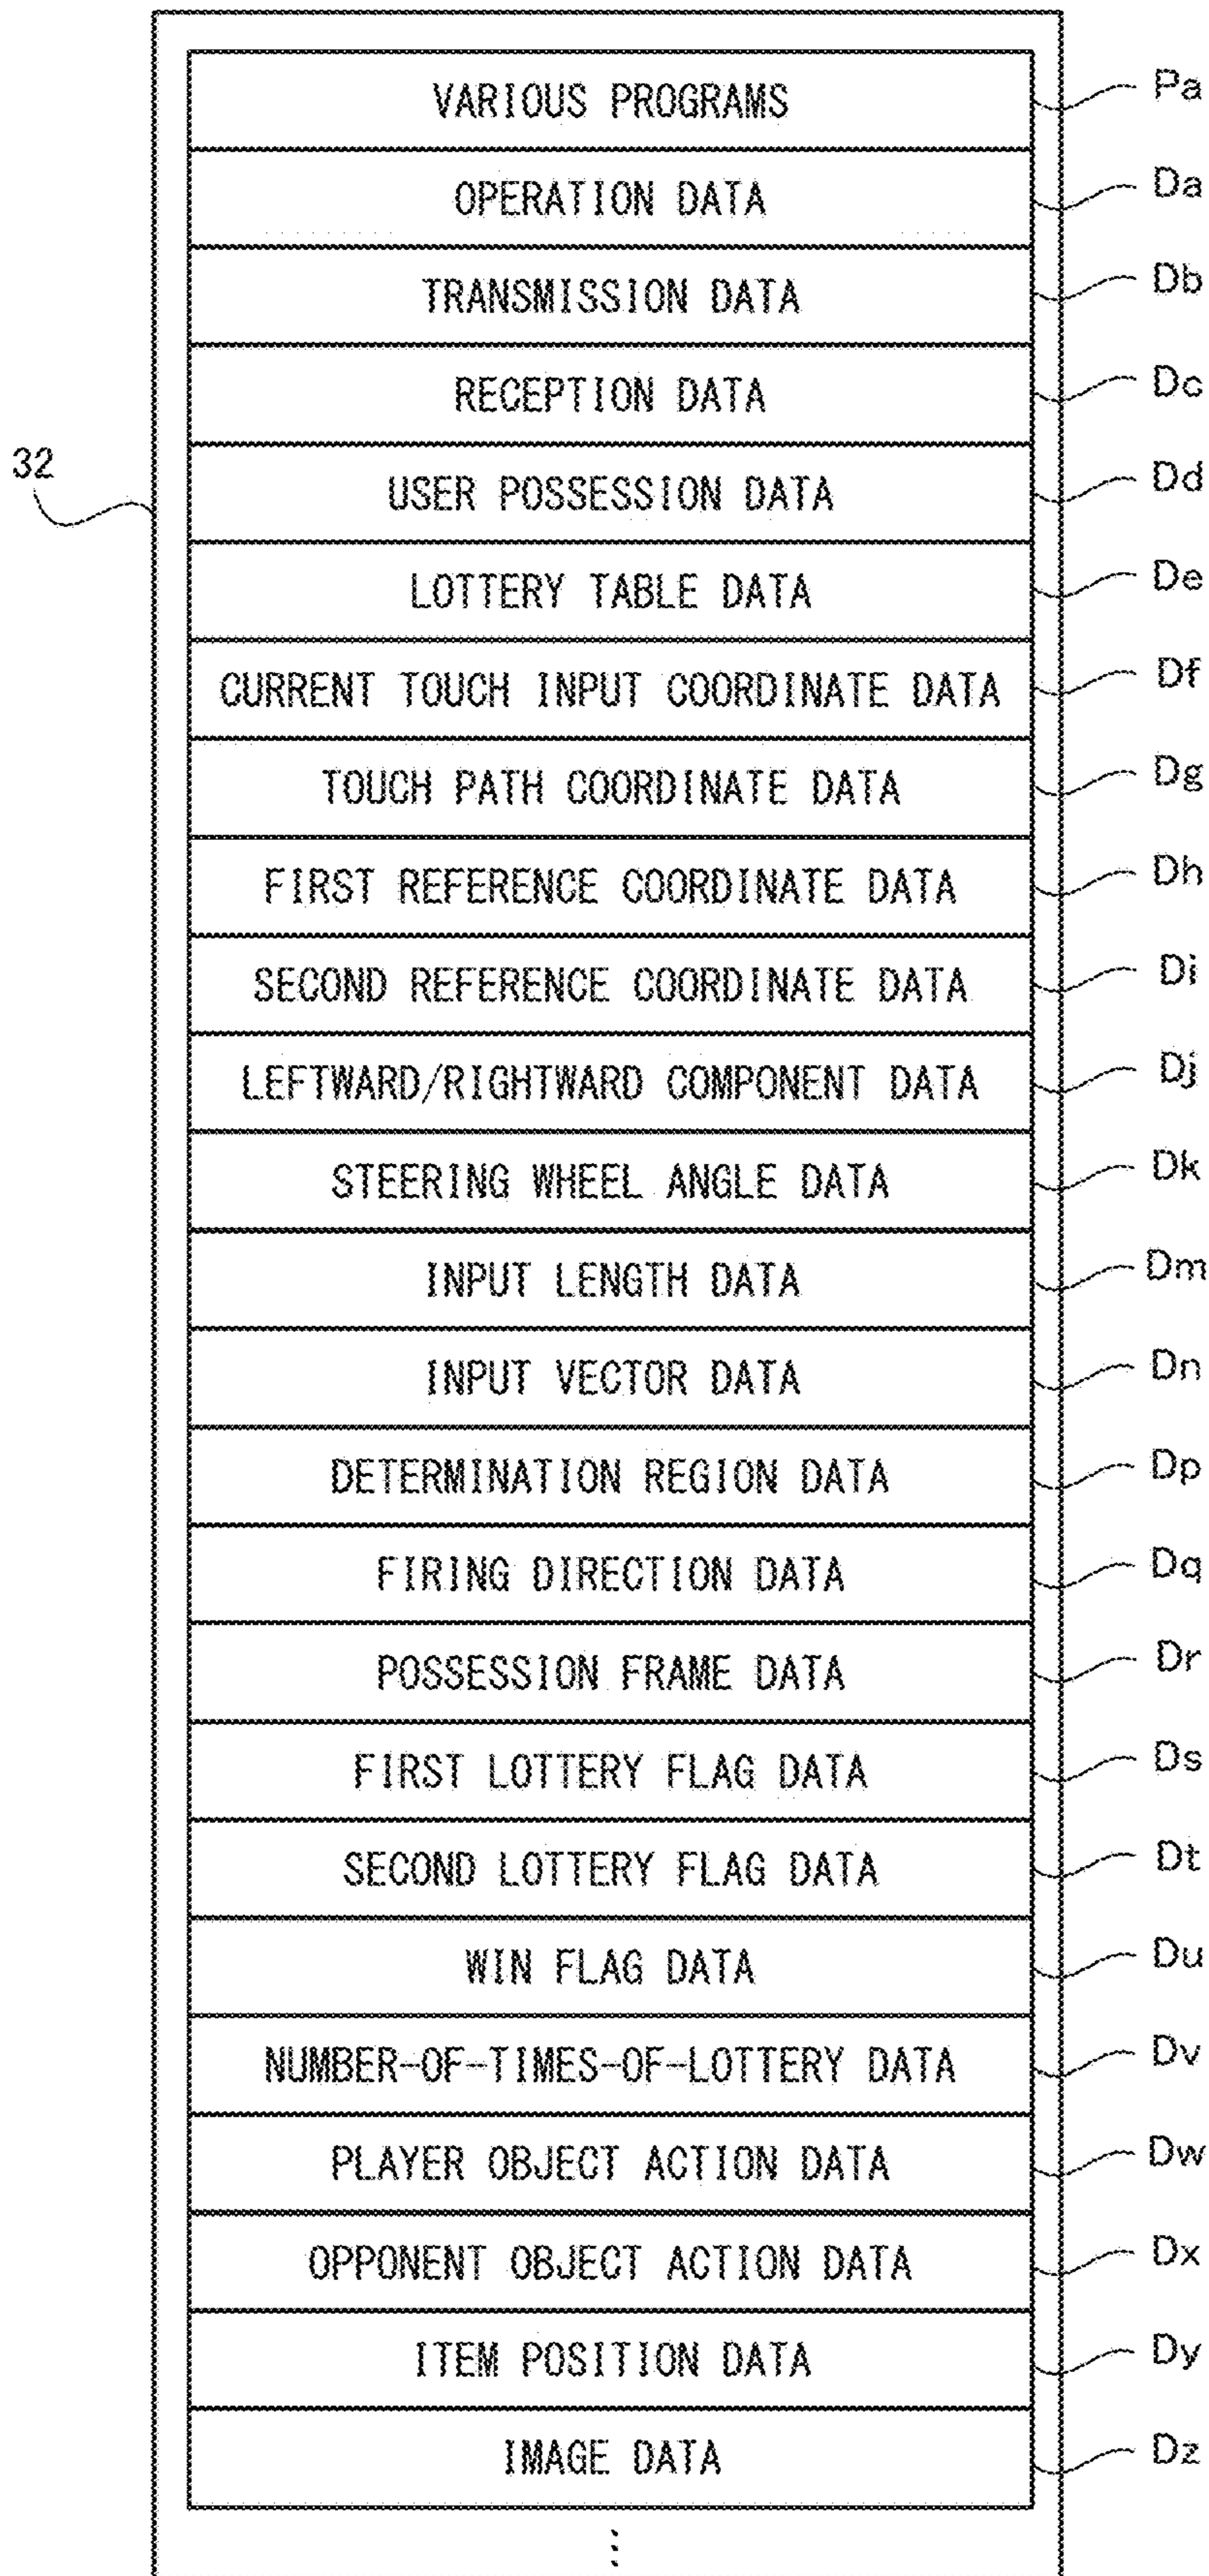 VARIOUS PROGRAMS Pa
OPERATION DATA Da
TRANSMISSION DATA Db
RECEPTION DATA Dc
32
USER POSSESSION DATA Dd
LOTTERY TABLE DATA De
CURRENT TOUCH INPUT COORDINATE DATA Df
TOUCH PATH COORDINATE DATA Dg
FIRST REFERENCE COORDINATE DATA Dh
SECOND REFERENCE COORDINATE DATA Di
LEFTWARD/RIGHTWARD COMPONENT DATA Dj
STEERING WHEEL ANGLE DATA Dk
INPUT LENGTH DATA Dm
INPUT VECTOR DATA Dn
DETERMINATION REGION DATA Dp
FIRING DIRECTION DATA Dq
POSSESSION FRAME DATA Dr
FIRST LOTTERY FLAG DATA Ds
SECOND LOTTERY FLAG DATA Dt
WIN FLAG DATA Du
NUMBER-OF-TIMES-OF-LOTTERY DATA Dv
PLAYER OBJECT ACTION DATA Dw
OPPONENT OBJECT ACTION DATA Dx
ITEM POSITION DATA Dy
IMAGE DATA Dz
⋮